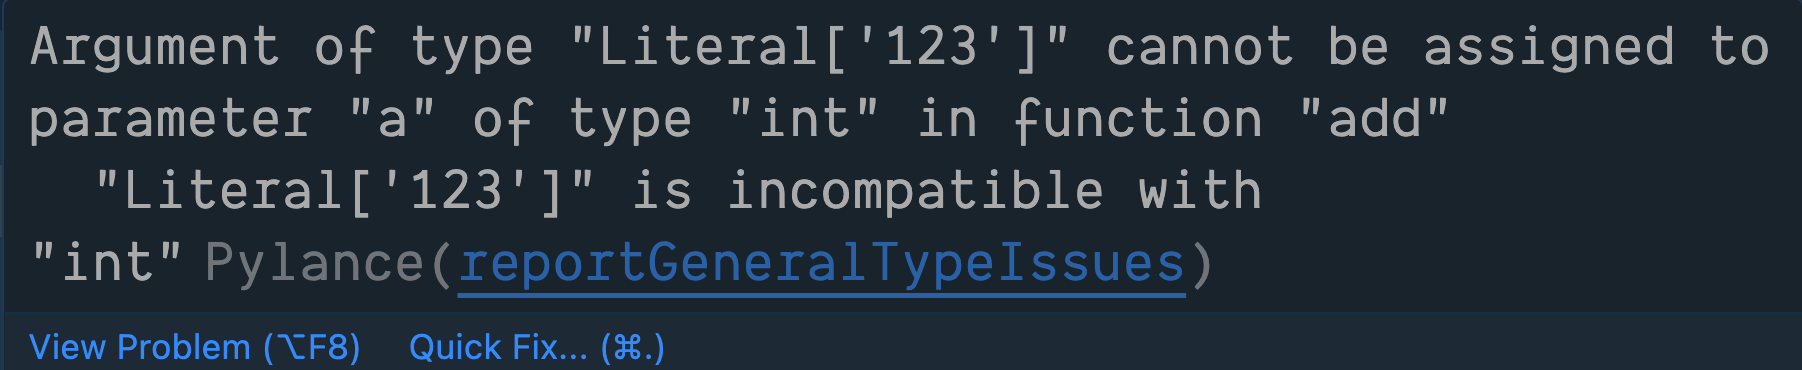 Argument of type "Literal['123']" cannot be assigned to
parameter "a" of type "int" in function "add"
"Literal['123']" is incompatible with
"int" Pylance(reportGeneralTypeIssues)
View Problem (⌥F8) Quick Fix... (⌘.)